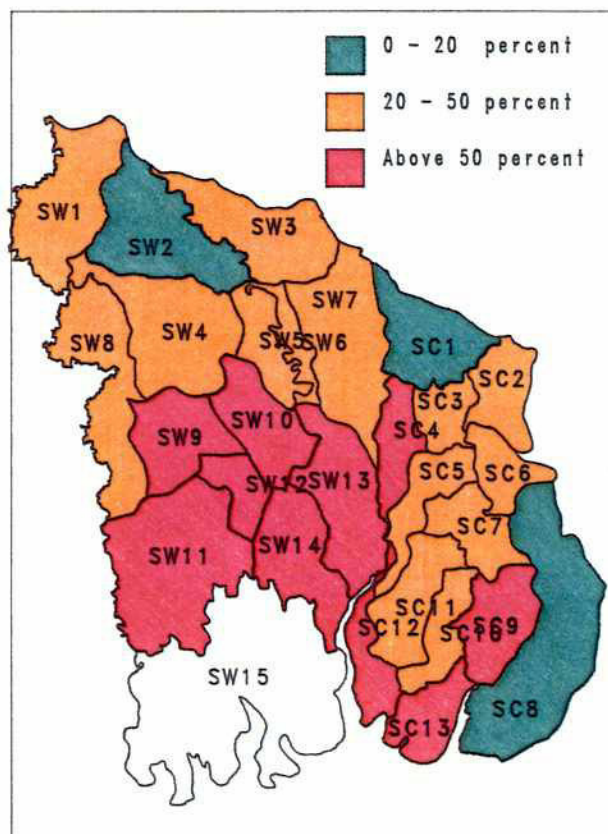 0 - 20 percent
20 - 50 percent
Above 50 percent
SW1
SW2
SW3
SW7
SW8
SW4
SW5
SW6
SC1
SC2
SC3
SC4
SW9
SW10
SW12
SW13
SC5
SC6
SC7
SW11
SW14
SC11
SC12
SC10
SC9
SW15
SC8
SC13